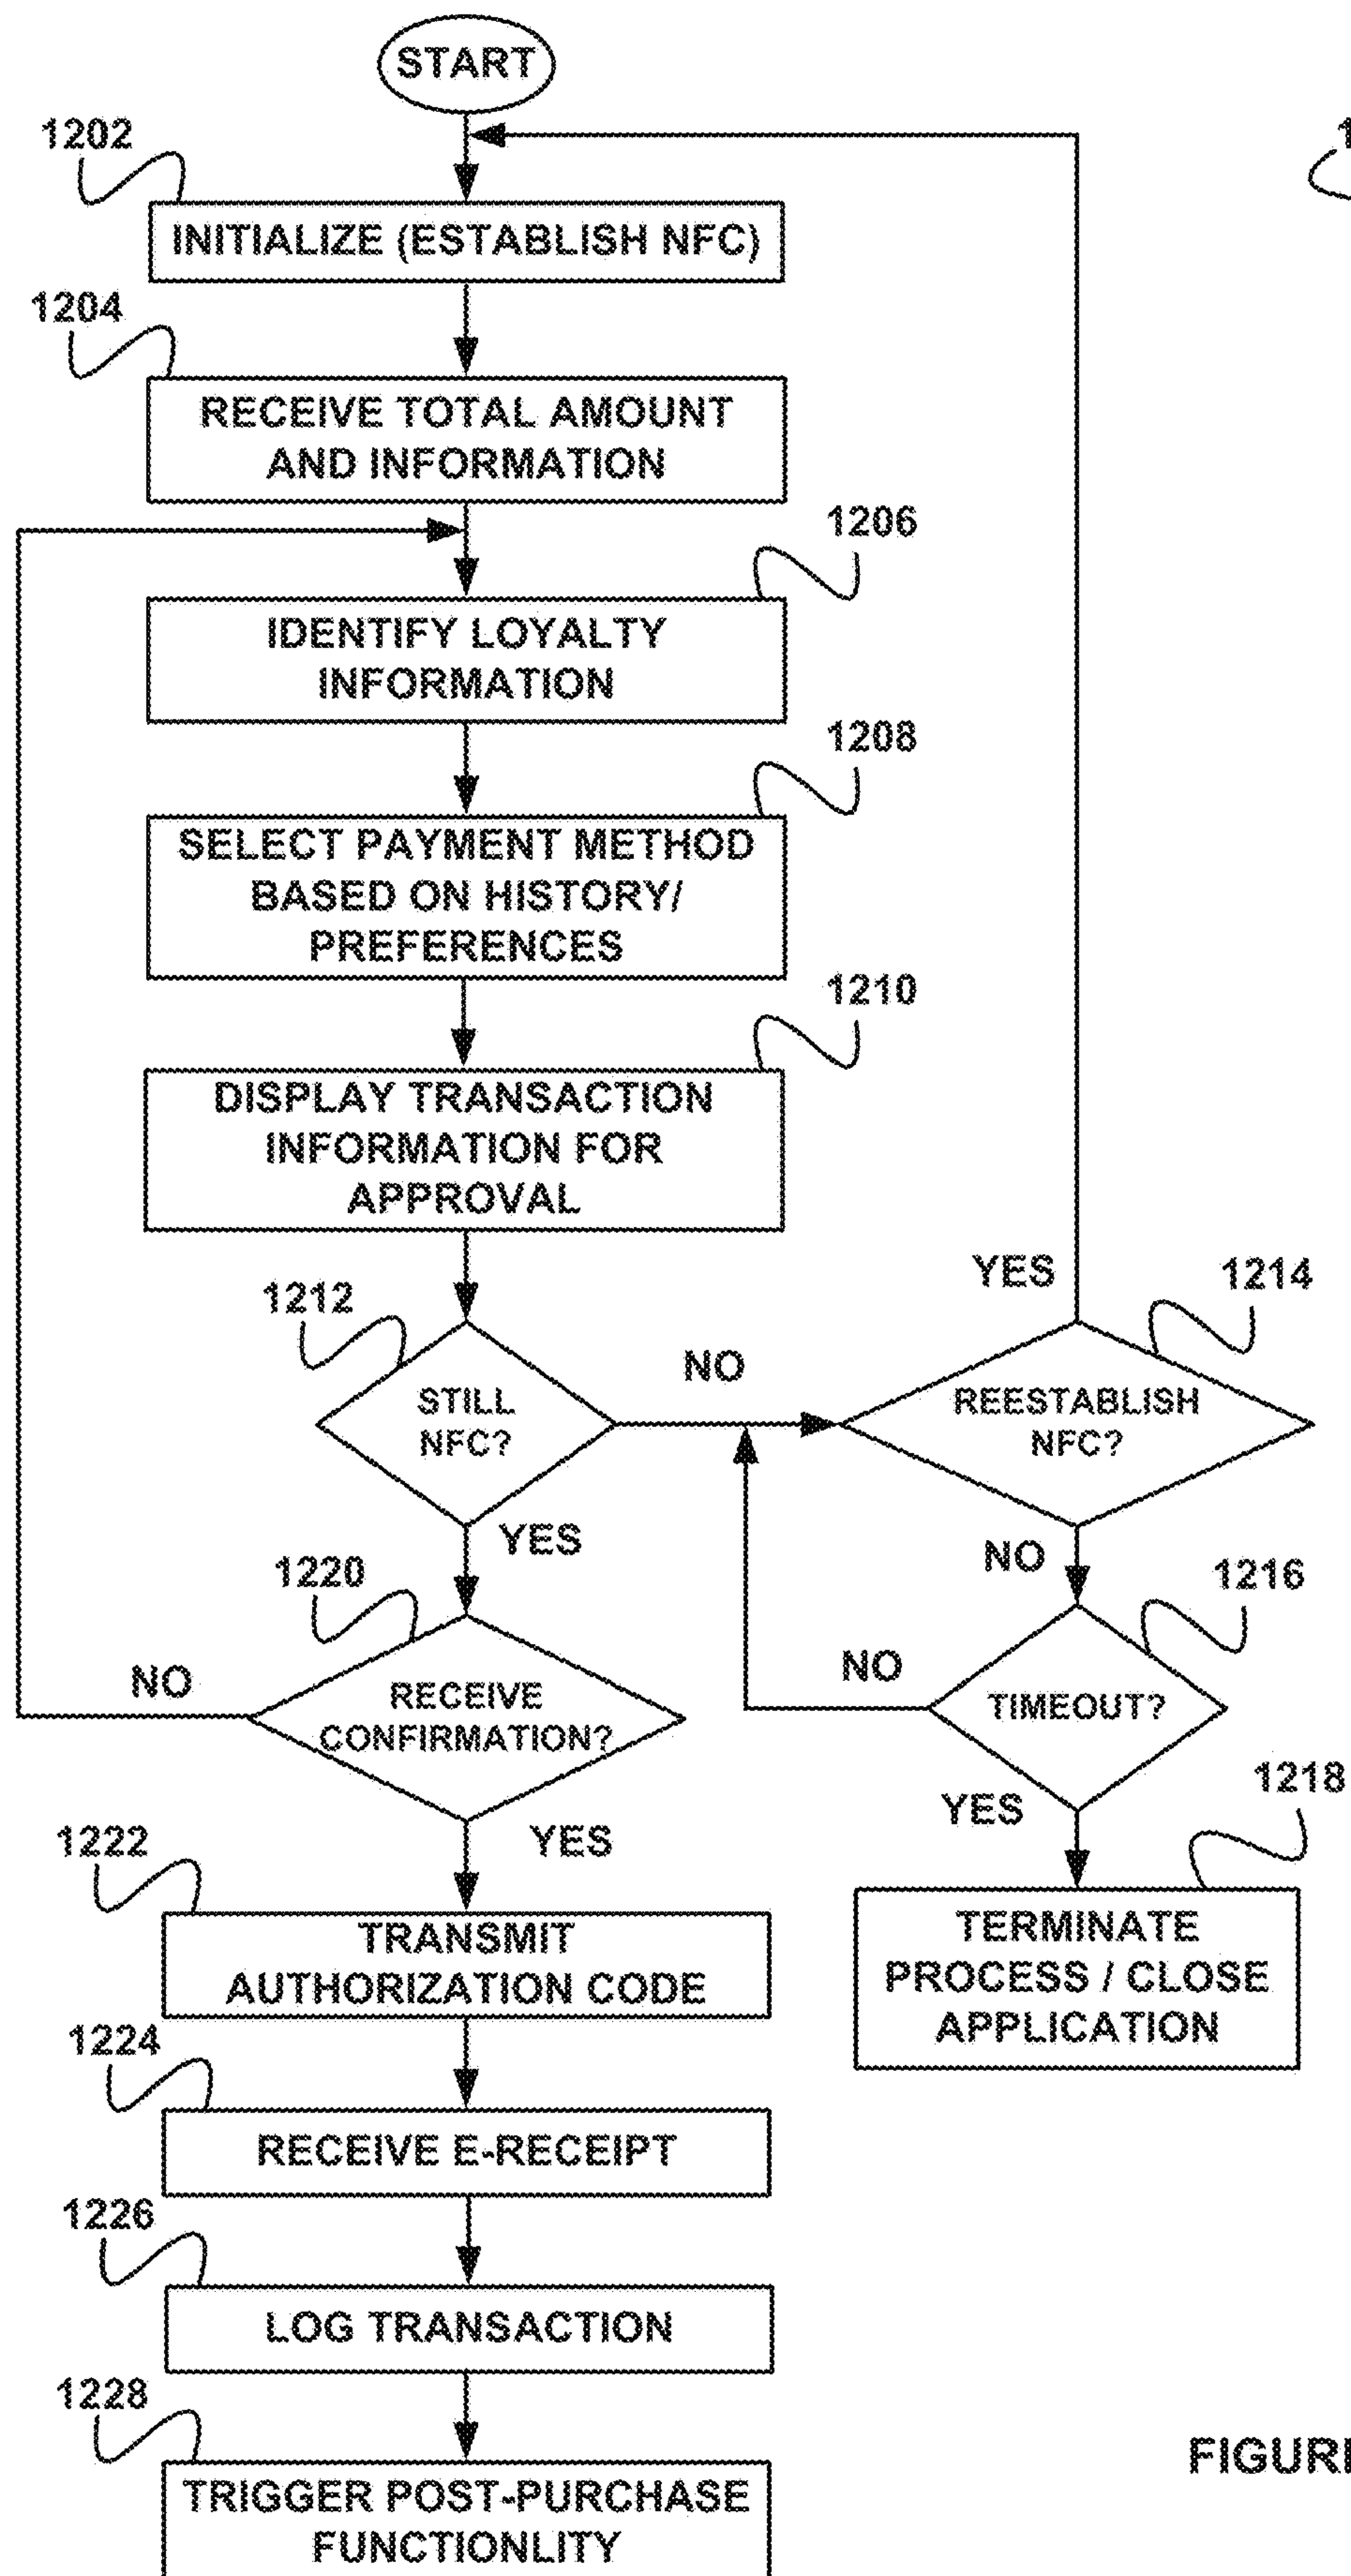 START
1202
1
INITIALIZE (ESTABLISH NFC)
1204
RECEIVE TOTAL AMOUNT
AND INFORMATION
1206
IDENTIFY LOYALTY
INFORMATION
1208
SELECT PAYMENT METHOD
BASED ON HISTORY/
PREFERENCES
1210
DISPLAY TRANSACTION
INFORMATION FOR
APPROVAL
1212
NO
YES
1214
STILL
NFC?
REESTABLISH
NFC?
YES
NO
1220
1216
NO
RECEIVE
CONFIRMATION?
NO
TIMEOUT?
YES
YES
1218
1222
TRANSMIT
AUTHORIZATION CODE
TERMINATE
PROCESS / CLOSE
APPLICATION
1224
RECEIVE E-RECEIPT
1226
LOG TRANSACTION
1228
TRIGGER POST-PURCHASE
FUNCTIONLITY
FIGUR